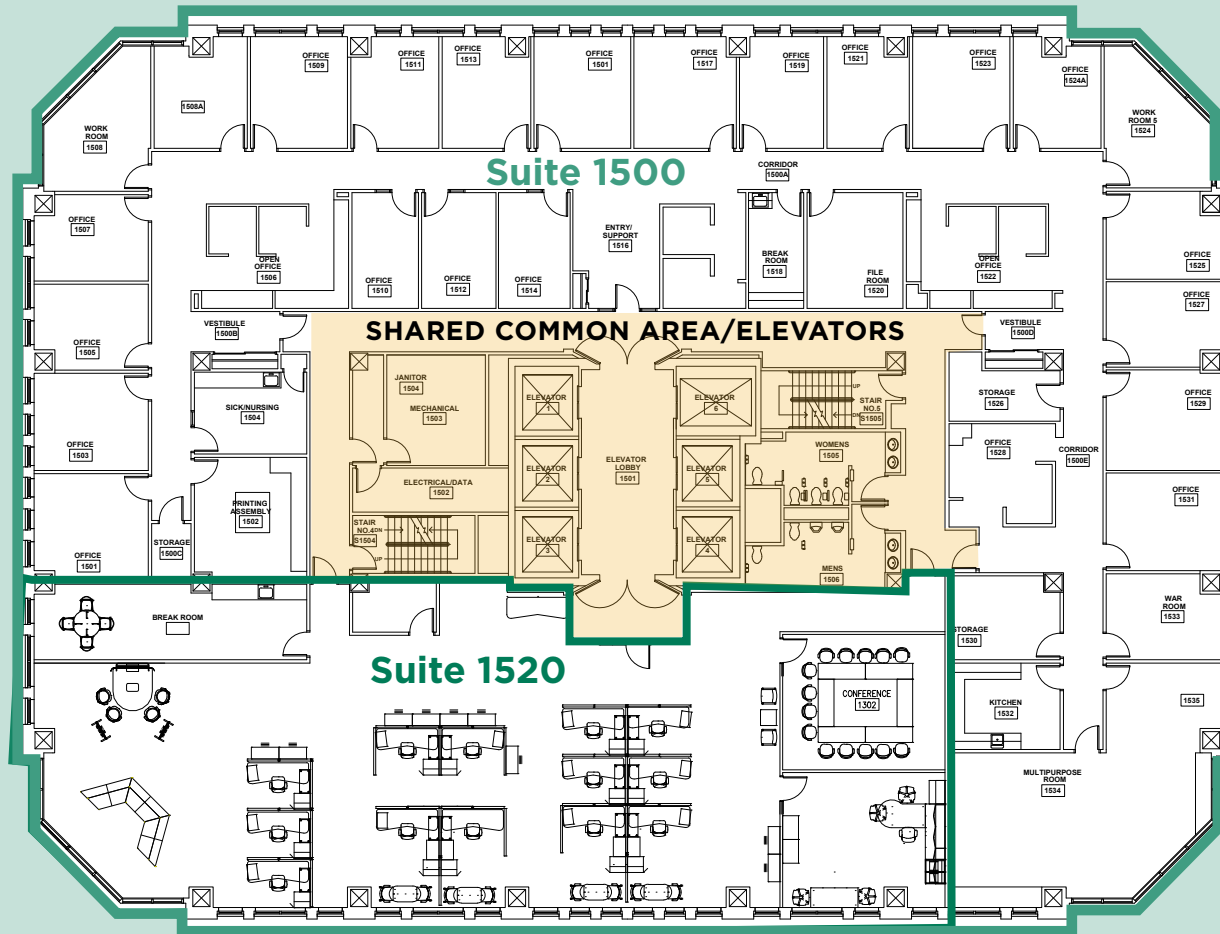 OFFICE
1509
OFFICE
1511
OFFICE
1513
OFFICE
1501
OFFICE
1517
OFFICE
1519
OFFICE
1521
OFFICE
1523
OFFICE
1524A
1508A
WORK
ROOM
1508
WORK
ROOM 5
1524
Suite 1500
CORRIDOR
1500A
OFFICE
1507
OPEN
OFFICE
1506
OFFICE
1510
OFFICE
1512
OFFICE
1514
ENTRY/
SUPPORT
1516
BREAK
ROOM
1518
FILE
ROOM
1520
OPEN
OFFICE
1522
OFFICE
1525
OFFICE
1527
VESTIBULE
1500B
SHARED COMMON AREA/ELEVATORS
VESTIBULE
1500D
OFFICE
1505
JANITOR
1504
MECHANICAL
1503
ELEVATOR
1
ELEVATOR
6
UP
DN
STAIR
NO.5
S1505
STORAGE
1526
OFFICE
1529
SICK/NURSING
1504
OFFICE
1503
ELEVATOR
2
ELEVATOR
LOBBY
1501
ELEVATOR
5
WOMENS
1505
OFFICE
1528
CORRIDOR
1500E
ELECTRICAL/DATA
1502
OFFICE
1531
PRINTING
ASSEMBLY
1502
STORAGE
1500C
STAIR
NO.4
S1504
DN
UP
ELEVATOR
3
ELEVATOR
4
MENS
1506
OFFICE
1501
BREAK ROOM
WAR
ROOM
1533
STORAGE
1530
Suite 1520
CONFERENCE
1302
KITCHEN
1532
1535
MULTIPURPOSE
ROOM
1534